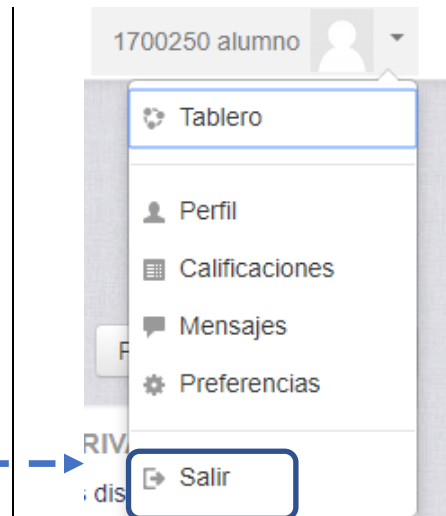 1700250 alumno
Tablero
Perfil
Calificaciones
Mensajes
Preferencias
Salir